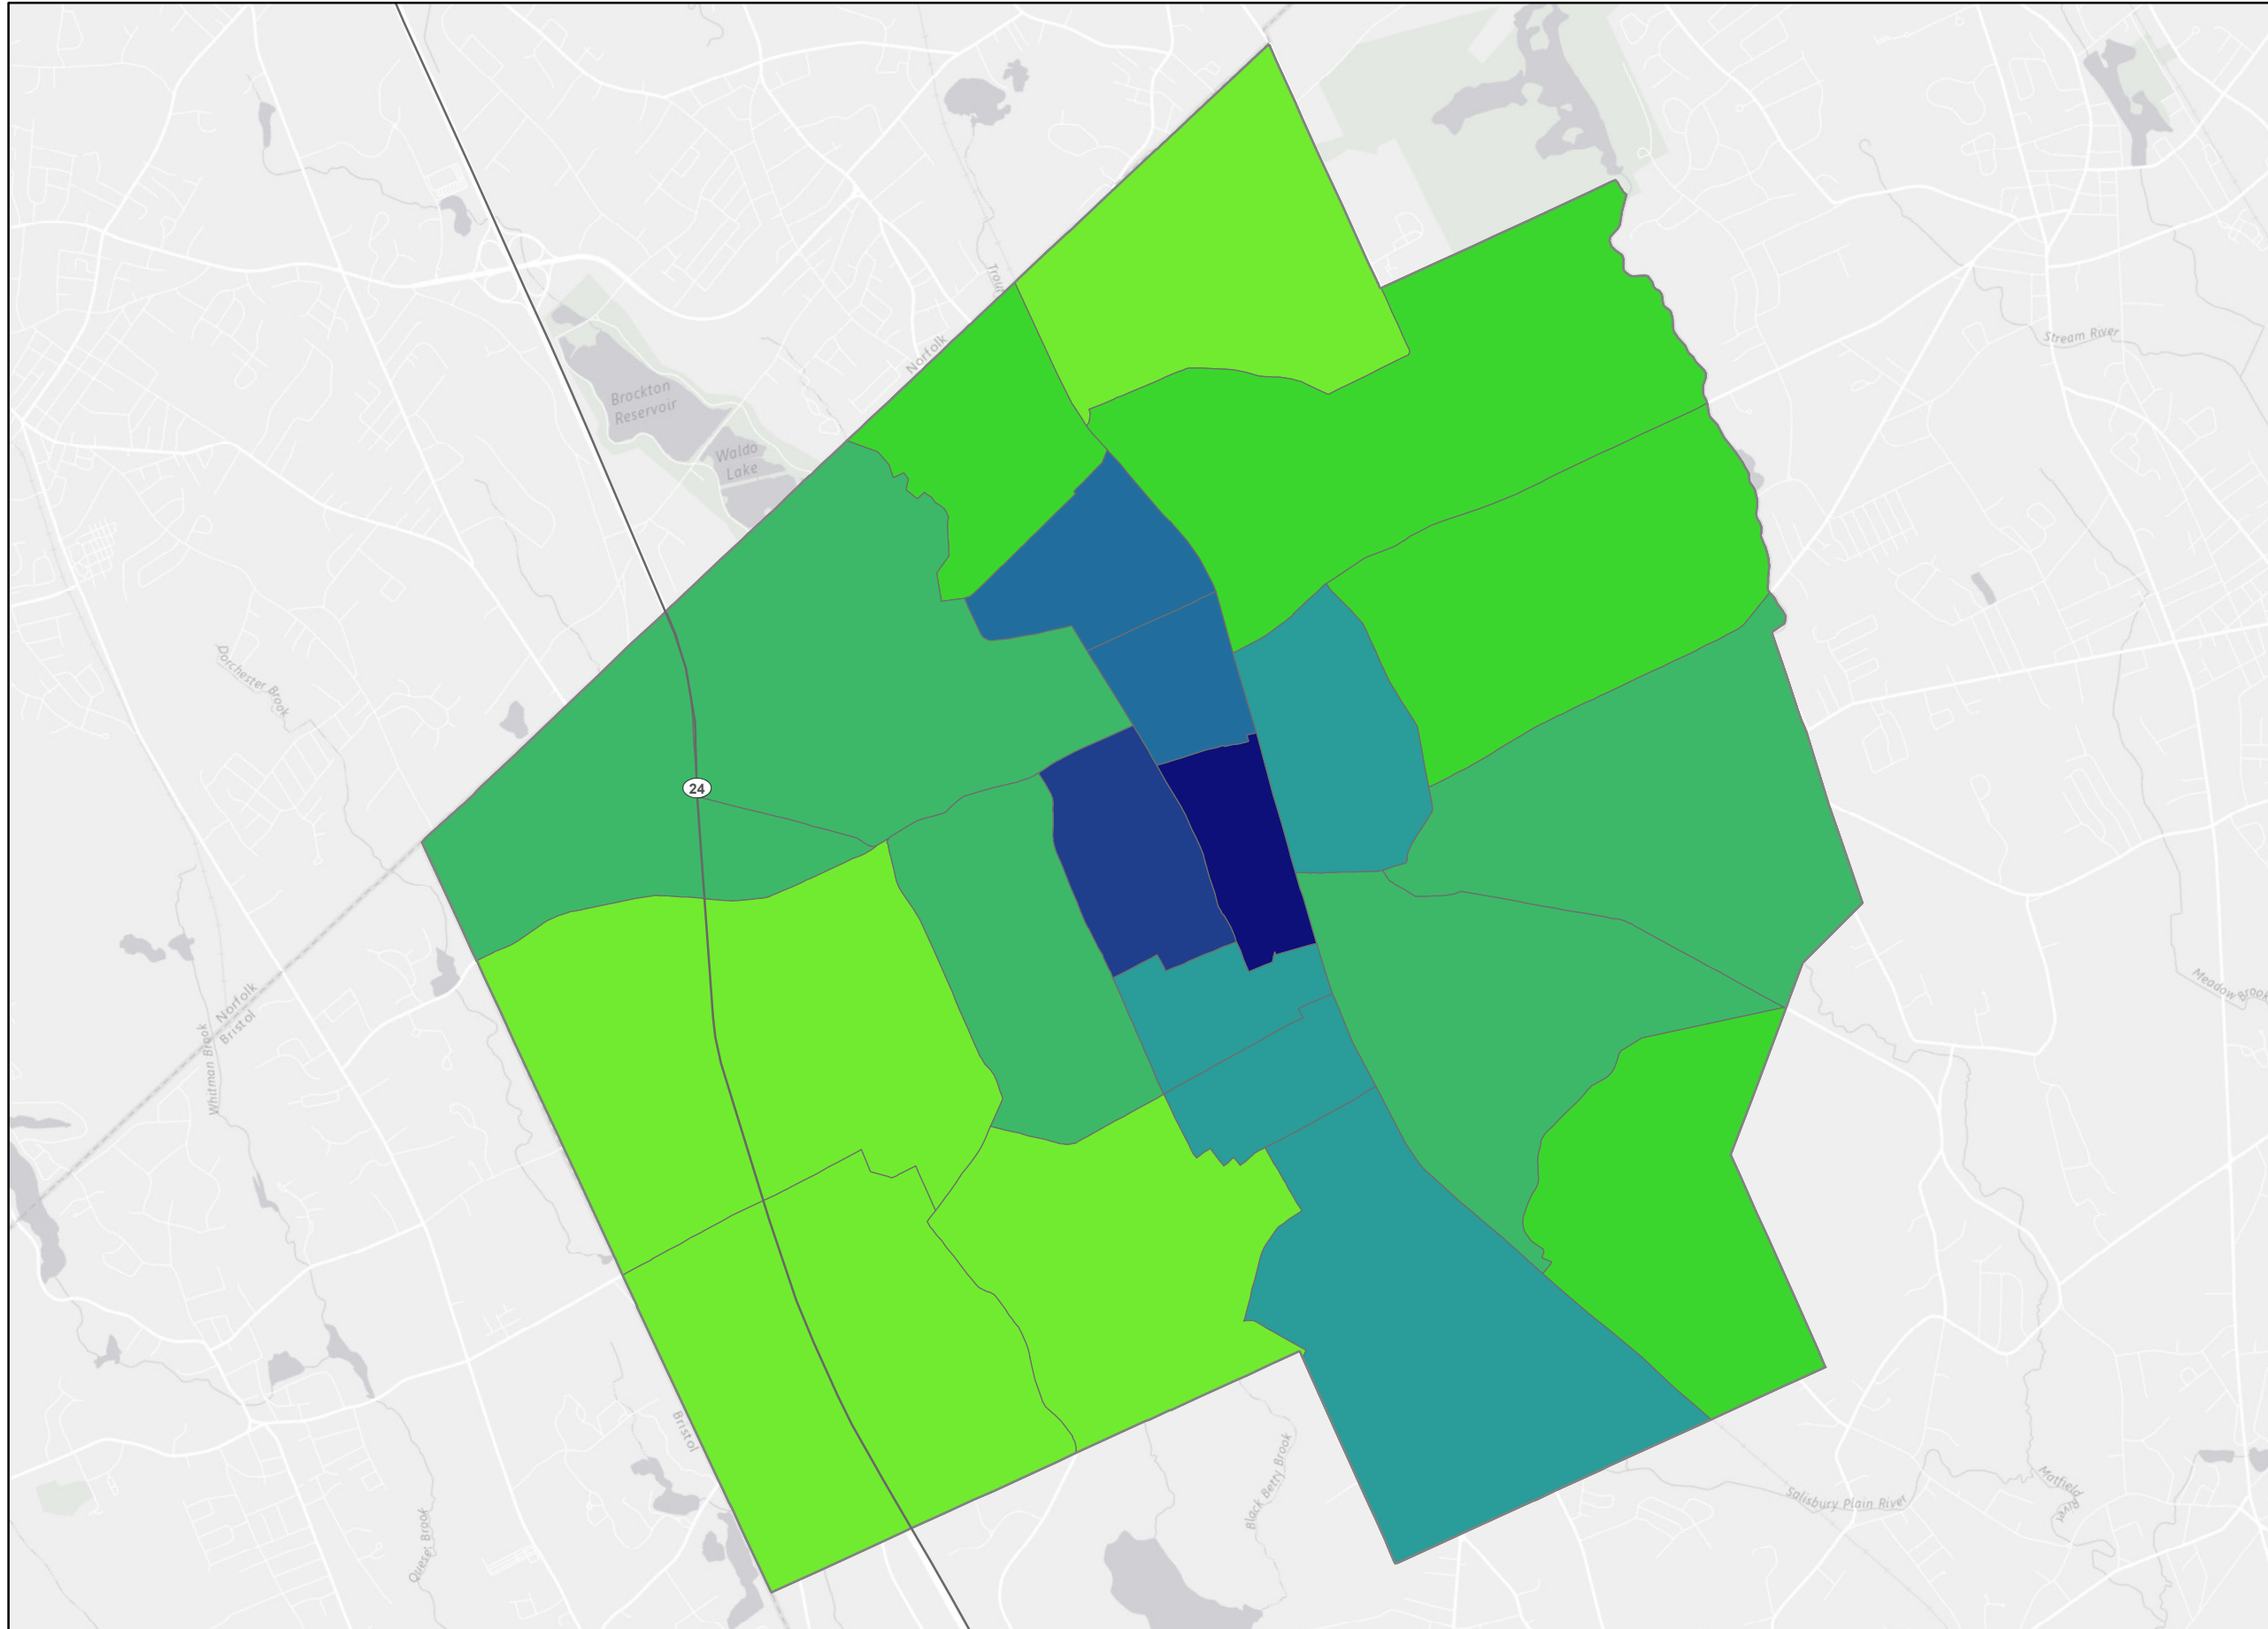 Trout
Norfolk
Brockton
Reservoir
Waldo
Lake
Stream River
Dorchester Brook
24
Norfolk
Bristol
Whitman Brook
Meadow Brook
Bristol
Black Betty Brook
Salisbury Plain River
Matfield
River
Queset Brook